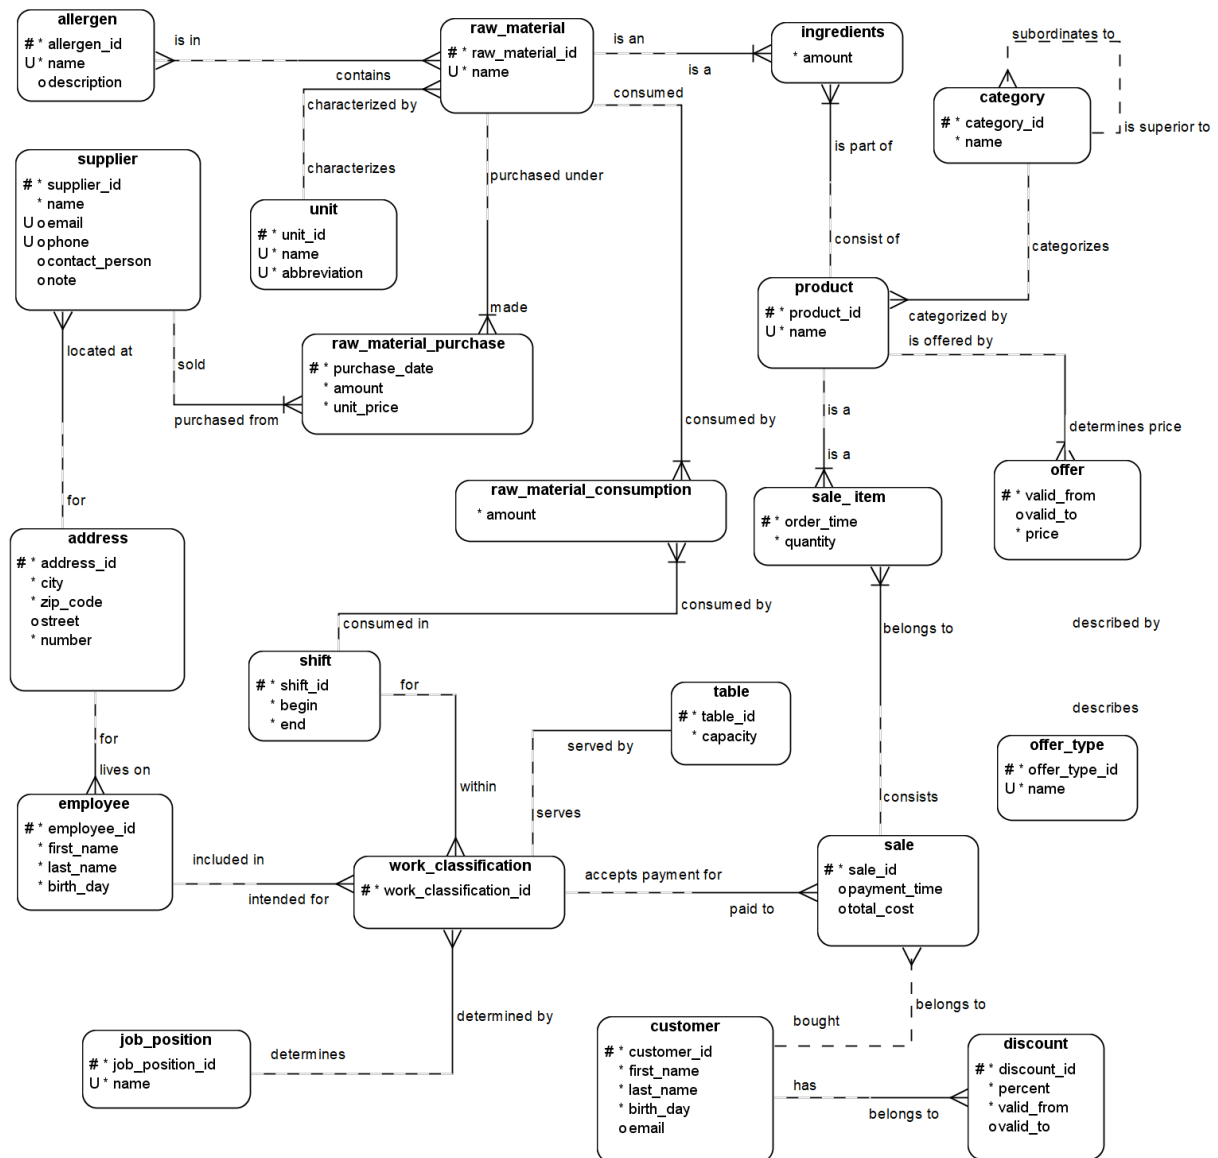 allergen
# * allergen_id
U * name
o description
is in
contains
raw_material
# * raw_material_id
U * name
is an
is a
ingredients
* amount
subordinates to
category
# * category_id
* name
is superior to
characterized by
characterizes
consumed
is part of
consist of
categorizes
supplier
# * supplier_id
* name
U o email
U o phone
o contact_person
o note
unit
# * unit_id
U * name
U * abbreviation
purchased under
made
product
# * product_id
U * name
categorized by
is offered by
located at
sold
purchased from
raw_material_purchase
# * purchase_date
* amount
* unit_price
consumed by
is a
is a
determines price
for
raw_material_consumption
* amount
sale_ item
# * order_time
* quantity
offer
# * valid_from
o valid_to
* price
address
# * address_id
* city
* zip_code
o street
* number
consumed in
consumed by
belongs to
described by
shift
# * shift_id
* begin
* end
for
table
# * table_id
* capacity
served by
describes
offer_type
# * offer_type_id
U * name
for
lives on
within
serves
consists
employee
# * employee_id
* first_name
* last_name
* birth_day
included in
intended for
work_classification
# * work_classification_id
accepts payment for
paid to
sale
# * sale_id
o payment_time
o total_cost
determined by
determines
job_position
# * job_position_id
U * name
bought
belongs to
customer
# * customer_id
* first_name
* last_name
* birth_day
o email
has
belongs to
discount
# * discount_id
* percent
* valid_from
o valid_to